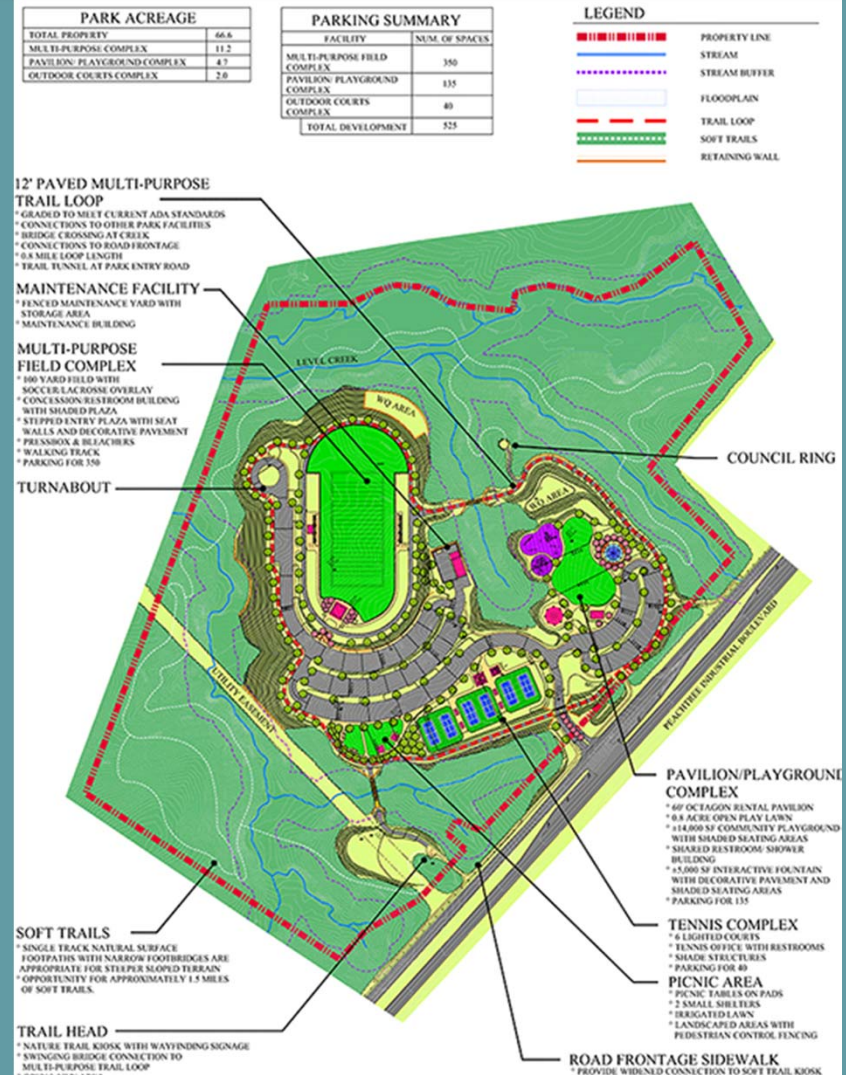 PARK ACREAGE
TOTAL PROPERTY 66.6
MULTI-PURPOSE COMPLEX 11.2
PAVILION/ PLAYGROUND COMPLEX 4.7
OUTDOOR COURTS COMPLEX 2.0
PARKING SUMMARY
FACILITY NUM. OF SPACES
MULTI-PURPOSE FIELD
COMPLEX 350
PAVILION/ PLAYGROUND
COMPLEX 135
OUTDOOR COURTS
COMPLEX 40
TOTAL DEVELOPMENT 525
LEGEND
PROPERTY LINE
STREAM
STREAM BUFFER
FLOODPLAIN
TRAIL LOOP
SOFT TRAILS
RETAINING WALL
12' PAVED MULTI-PURPOSE
TRAIL LOOP
* GRADED TO MEET CURRENT ADA STANDARDS
* CONNECTIONS TO OTHER PARK FACILITIES
* BRIDGE CROSSING AT CREEK
* CONNECTIONS TO ROAD FRONTAGE
* 0.8 MILE LOOP LENGTH
* TRAIL TUNNEL AT PARK ENTRY ROAD
MAINTENANCE FACILITY
* FENCED MAINTENANCE YARD WITH
STORAGE AREA
* MAINTENANCE BUILDING
MULTI-PURPOSE
FIELD COMPLEX
* 100 YARD FIELD WITH
SOCCER/LACROSSE OVERLAY
* CONCESSION/RESTROOM BUILDING
WITH SHADED PLAZA
* STEPPED ENTRY PLAZA WITH SEAT
WALLS AND DECORATIVE PAVEMENT
* PRESSBOX & BLEACHERS
* WALKING TRACK
* PARKING FOR 350
TURNABOUT
LEVEL CREEK
WQ AREA
WQ AREA
COUNCIL RING
UTILITY EASEMENT
PEACHTREE INDUSTRIAL BOULEVARD
PAVILION/PLAYGROUND
COMPLEX
* 60' OCTAGON RENTAL PAVILION
* 0.8 ACRE OPEN PLAY LAWN
* ±14,000 SF COMMUNITY PLAYGROUND
WITH SHADED SEATING AREAS
* SHARED RESTROOM/ SHOWER
BUILDING
* ±5,000 SF INTERACTIVE FOUNTAIN
WITH DECORATIVE PAVEMENT AND
SHADED SEATING AREAS
* PARKING FOR 135
TENNIS COMPLEX
* 6 LIGHTED COURTS
* TENNIS OFFICE WITH RESTROOMS
* SHADE STRUCTURES
* PARKING FOR 40
PICNIC AREA
* PICNIC TABLES ON PADS
* 2 SMALL SHELTERS
* IRRIGATED LAWN
* LANDSCAPED AREAS WITH
PEDESTRIAN CONTROL FENCING
SOFT TRAILS
* SINGLE TRACK NATURAL SURFACE
FOOTPATHS WITH NARROW FOOTBRIDGES ARE
APPROPRIATE FOR STEEPER SLOPED TERRAIN
* OPPORTUNITY FOR APPROXIMATELY 1.5 MILES
OF SOFT TRAILS.
TRAIL HEAD
* NATURE TRAIL KIOSK WITH WAYFINDING SIGNAGE
* SWINGING BRIDGE CONNECTION TO
MULTI-PURPOSE TRAIL LOOP
ROAD FRONTAGE SIDEWALK
* PROVIDE WIDENED CONNECTION TO SOFT TRAIL KIOSK